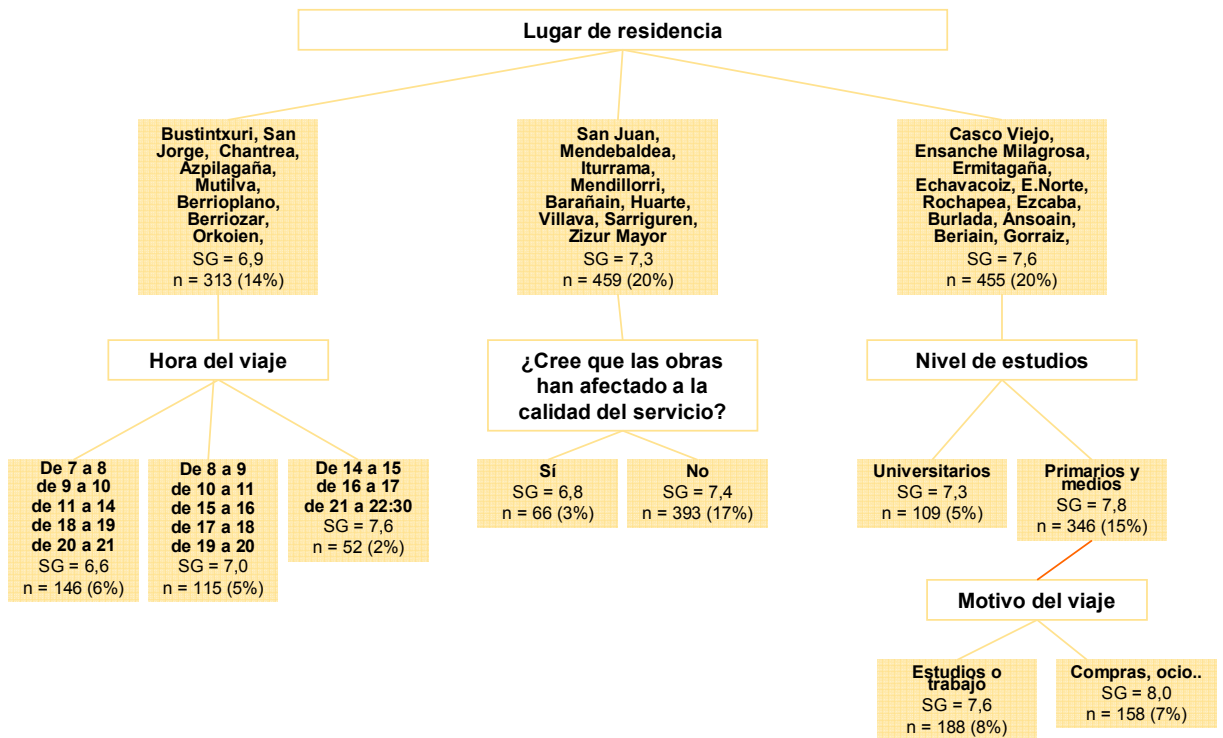 Lugar de residencia
Bustintxuri, San
Jorge, Chantrea,
Azpilagaña,
Mutilva,
Berrioplano,
Berriozar,
Orkoien,
SG = 6,9
n = 313 (14%)
San Juan,
Mendebaldea,
Iturrama,
Mendillorri,
Barañain, Huarte,
Villava, Sarriguren,
Zizur Mayor
SG = 7,3
n = 459 (20%)
Casco Viejo,
Ensanche Milagrosa,
Ermitagaña,
Echavacoiz, E.Norte,
Rochapea, Ezcaba,
Burlada, Ansoain,
Beriain, Gorraiz,
SG = 7,6
n = 455 (20%)
Hora del viaje
¿Cree que las obras
han afectado a la
calidad del servicio?
Nivel de estudios
De 7 a 8
de 9 a 10
de 11 a 14
de 18 a 19
de 20 a 21
SG = 6,6
n = 146 (6%)
De 8 a 9
de 10 a 11
de 15 a 16
de 17 a 18
de 19 a 20
SG = 7,0
n = 115 (5%)
De 14 a 15
de 16 a 17
de 21 a 22:30
SG = 7,6
n = 52 (2%)
Sí
SG = 6,8
n = 66 (3%)
No
SG = 7,4
n = 393 (17%)
Universitarios
SG = 7,3
n = 109 (5%)
Primarios y
medios
SG = 7,8
n = 346 (15%)
Motivo del viaje
Estudios o
trabajo
SG = 7,6
n = 188 (8%)
Compras, ocio..
SG = 8,0
n = 158 (7%)